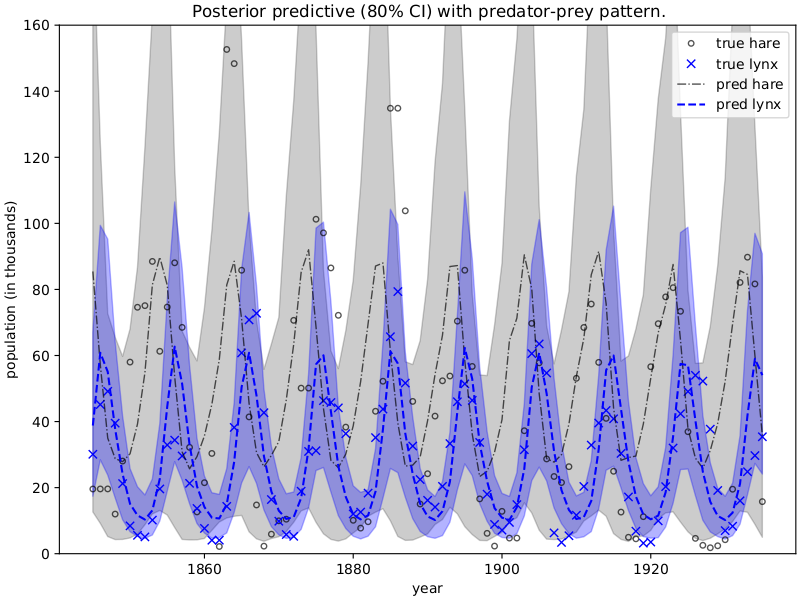 Posterior predictive (80% CI) with predator-prey pattern.
160
140
120
100
80
60
40
20
0
population (in thousands)
true hare
true lynx
pred hare
pred lynx
1860
1880
1900
1920
year